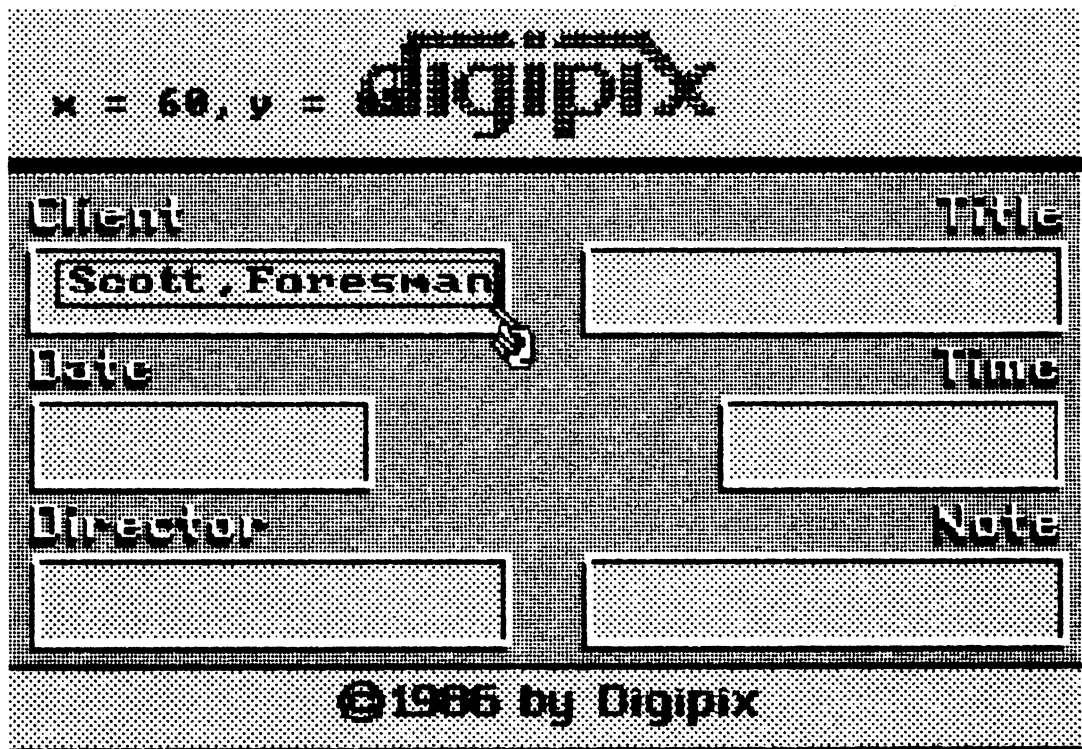 digipix
x = 60, y =
Client Title
Scott,Foresman
Date Time
Director Note
©1986 by Digipix